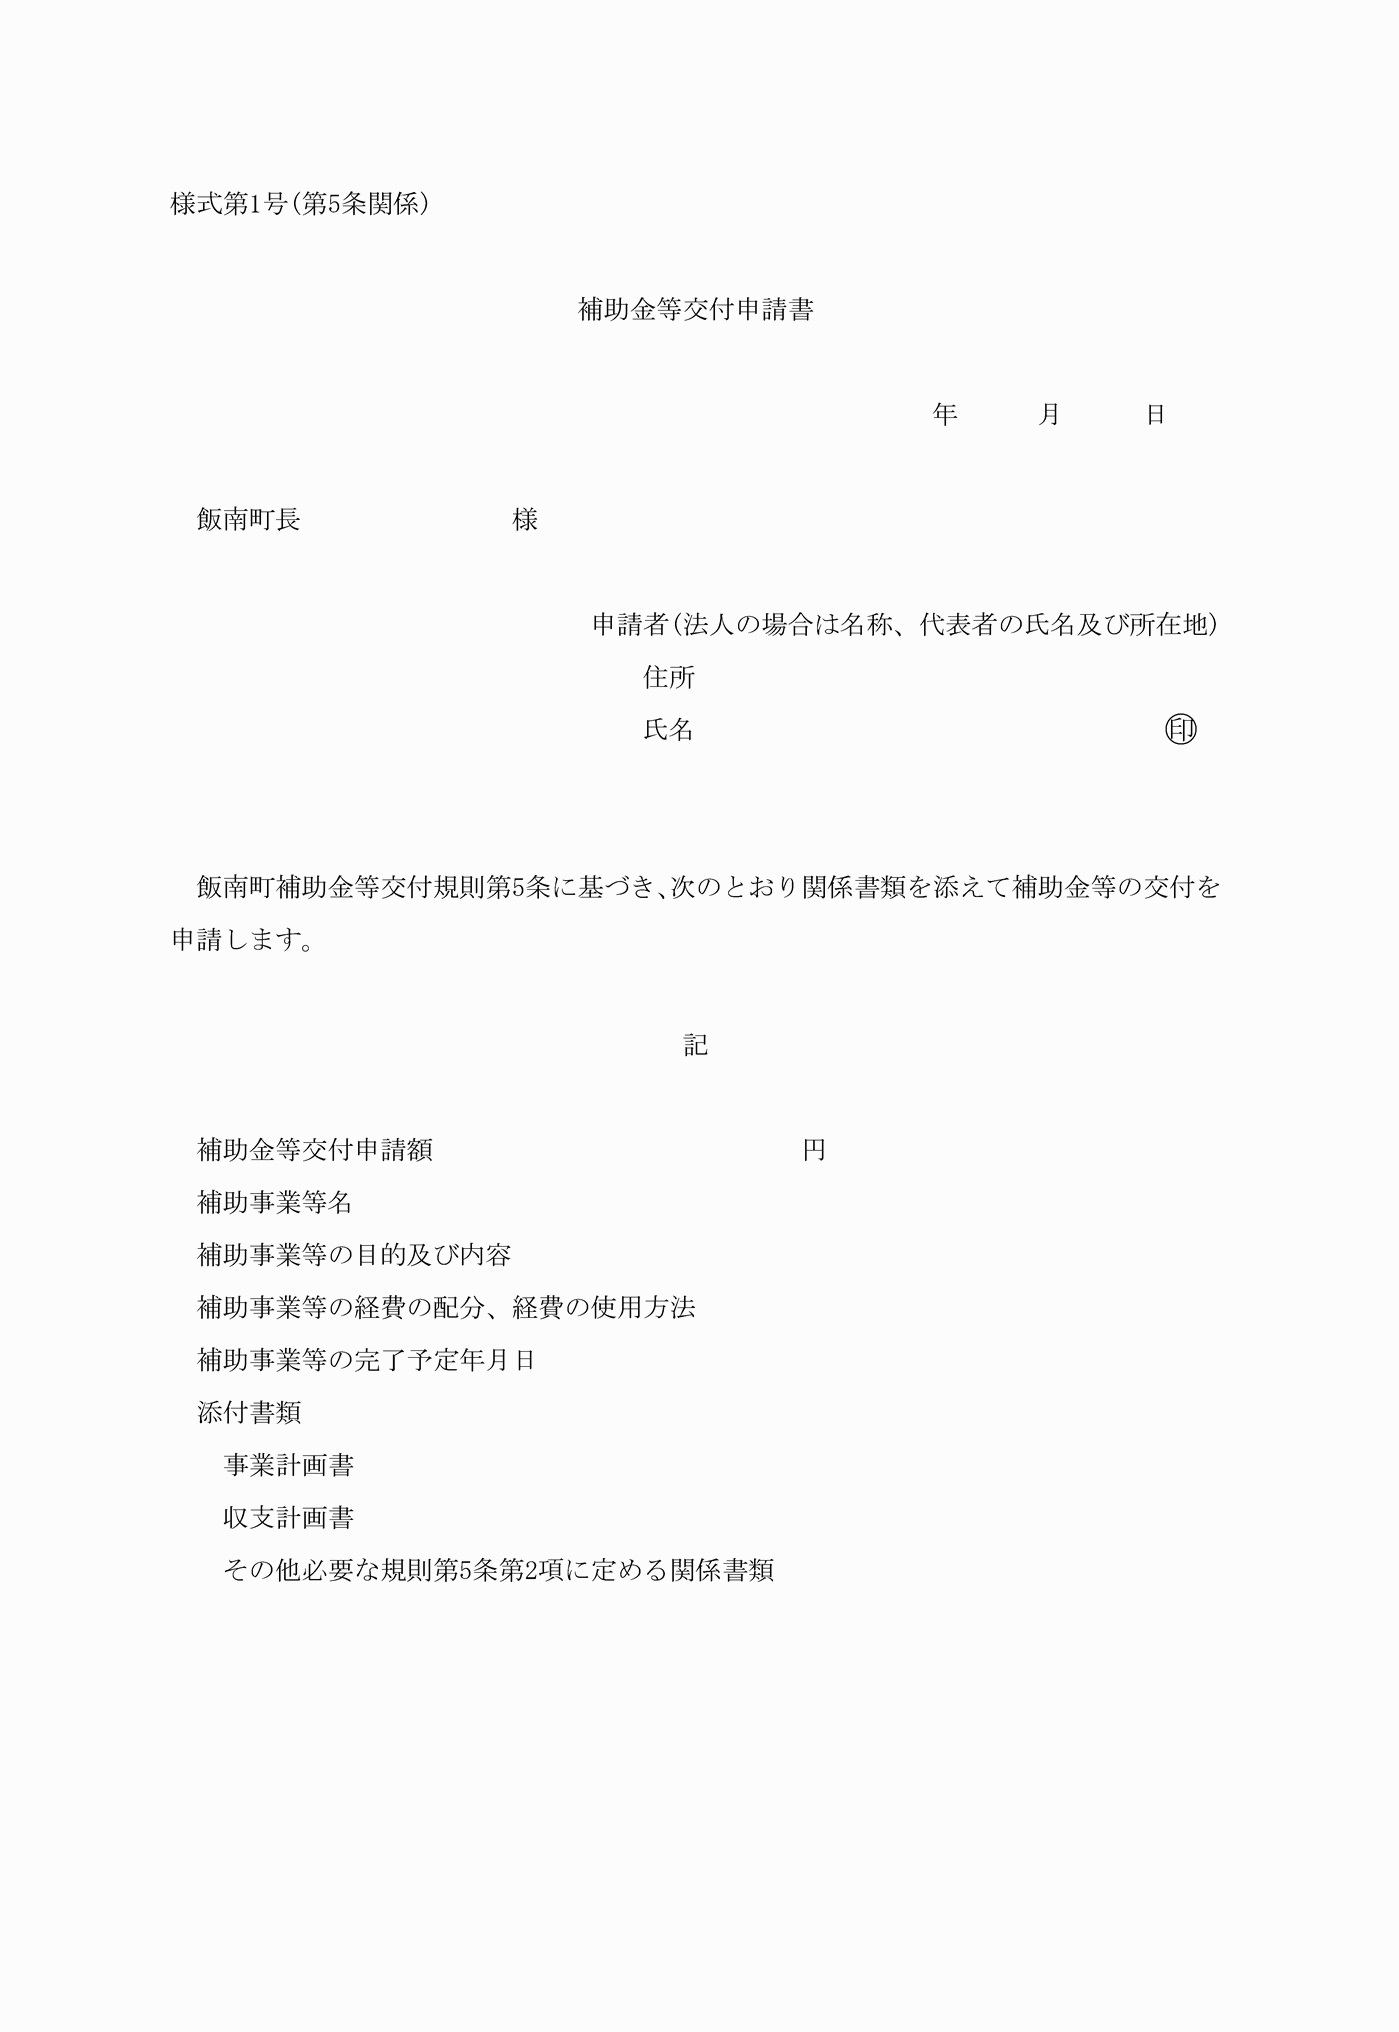 様式第1号(第5条関係)
補助金等交付申請書
年　　　月　　　日
飯南町長　　　　　　　　様
申請者(法人の場合は名称、代表者の氏名及び所在地)
住所
氏名　　　　　　　　　　　　　　　　　　㊞
飯南町補助金等交付規則第5条に基づき、次のとおり関係書類を添えて補助金等の交付を
申請します。
記
補助金等交付申請額　　　　　　　　　　　　　　円
補助事業等名
補助事業等の目的及び内容
補助事業等の経費の配分、経費の使用方法
補助事業等の完了予定年月日
添付書類
事業計画書
収支計画書
その他必要な規則第5条第2項に定める関係書類